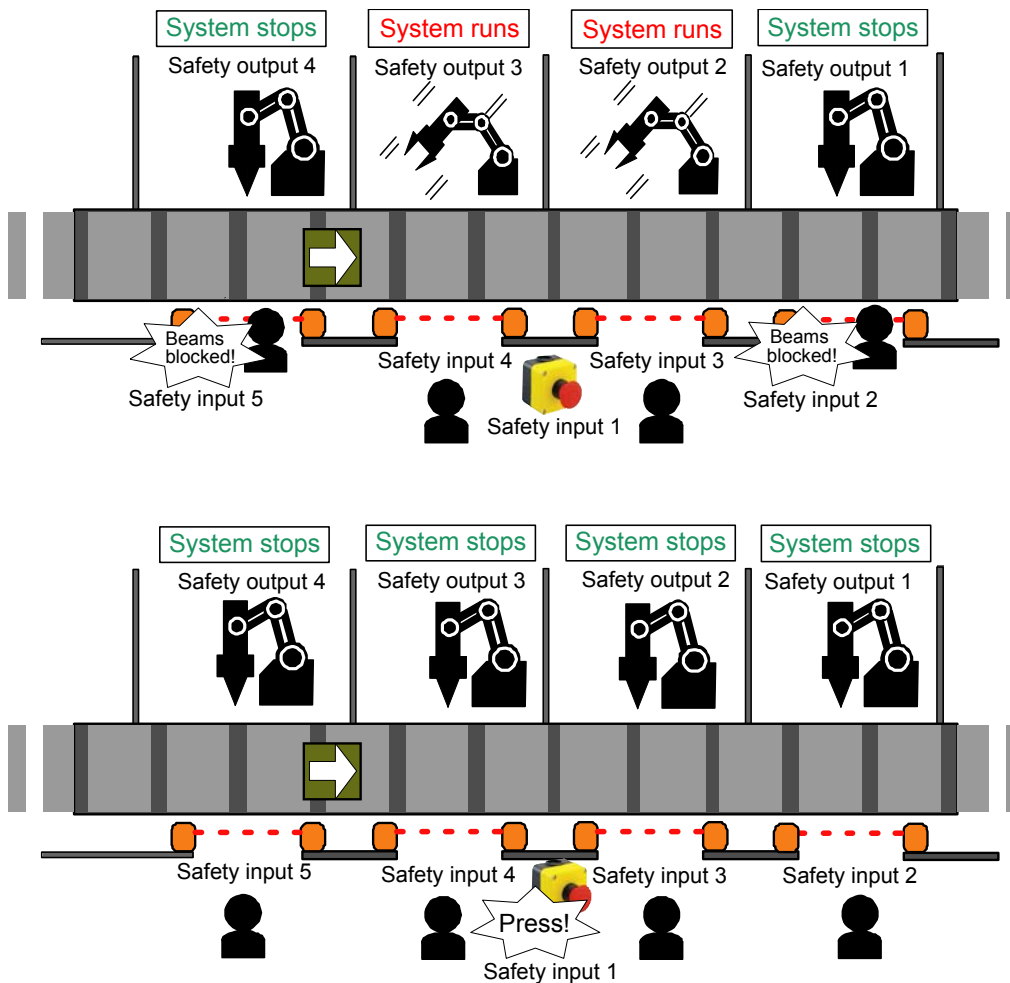 System stops
System runs
System runs
System stops
Safety output 4
Safety output 3
Safety output 2
Safety output 1
Beams
blocked!
Beams
blocked!
Safety input 5
Safety input 4
Safety input 3
Safety input 2
Safety input 1
System stops
System stops
System stops
System stops
Safety output 4
Safety output 3
Safety output 2
Safety output 1
Safety input 5
Safety input 4
Safety input 3
Safety input 2
Press!
Safety input 1